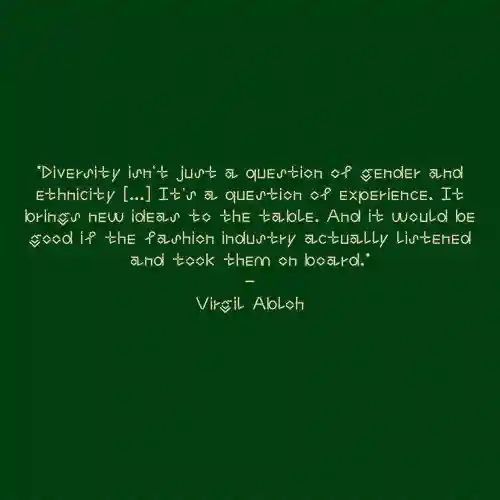 "Diversity isn't just a question of gender and
ethnicity [...] It's a question of experience. It
brings new ideas to the table. And it would be
good if the fashion industry actually listened
and took them on board."
–
Virgil Abloh